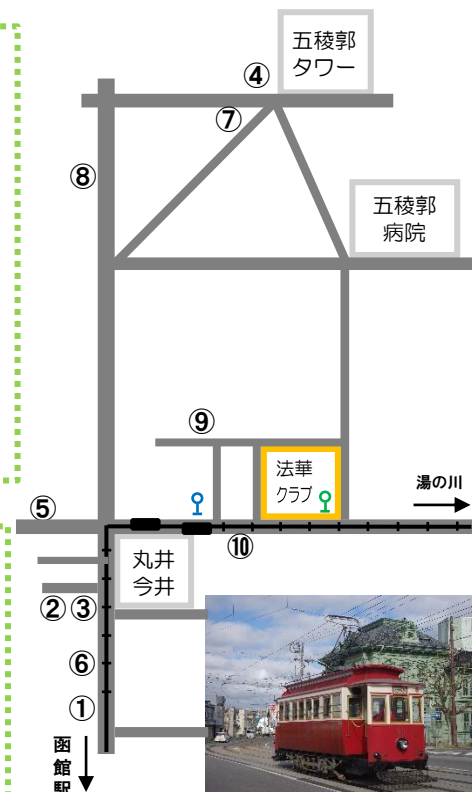 五稜郭
タワー
④
⑦
⑧
五稜郭
病院
⑨
法華
クラブ
湯の川
⑤
⑩
丸井
今井
②③
⑥
①
函館駅